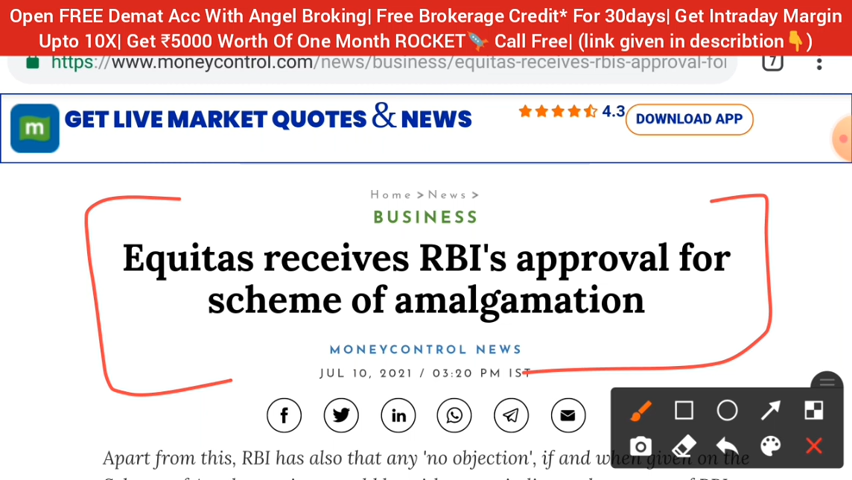 Open FREE Demat Acc With Angel Broking| Free Brokerage Credit* For 30days| Get Intraday Margin
Upto 10X| Get ₹5000 Worth Of One Month ROCKET🚀 Call Free| (link given in describtion👇)
https://www.moneycontrol.com/news/business/equitas-receives-rbis-approval-for
7
m
GET LIVE MARKET QUOTES & NEWS
4.3
DOWNLOAD APP
Home > News >
BUSINESS
Equitas receives RBI's approval for
scheme of amalgamation
MONEYCONTROL NEWS
JUL 10, 2021 / 03:20 PM IST
Apart from this, RBI has also that any 'no objection', if and when given on the